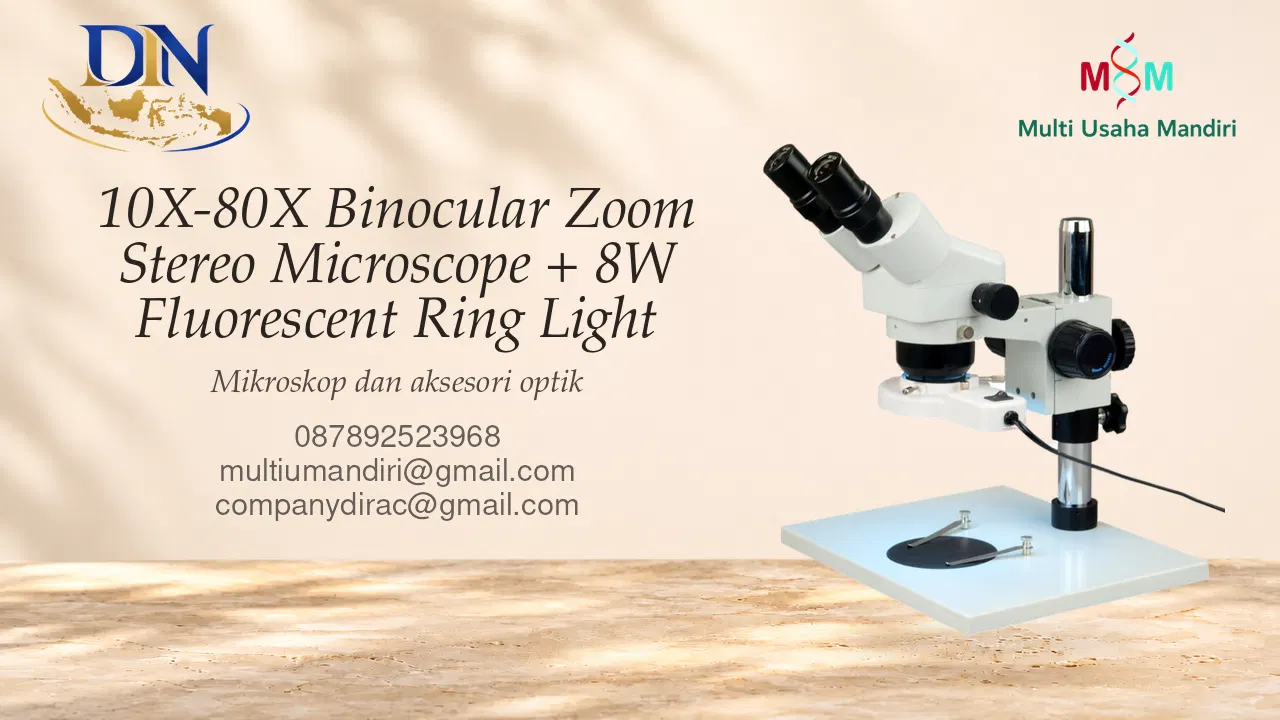 DIN
M M
Multi Usaha Mandiri
10X-80X Binocular Zoom
Stereo Microscope + 8W
Fluorescent Ring Light
Mikroskop dan aksesori optik
087892523968
multiumandiri@gmail.com
companydirac@gmail.com